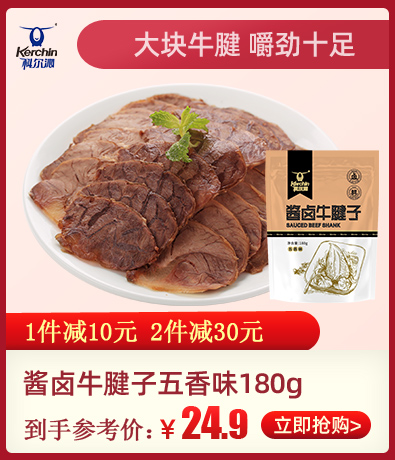 Kerchin
科尔沁
大块牛腱 嚼劲十足
Kerchin
科尔沁
酱卤牛腱子
SAUCED BEEF SHANK
1件减10元 2件减30元
酱卤牛腱子五香味180g
到手参考价:￥24.9 立即抢购>